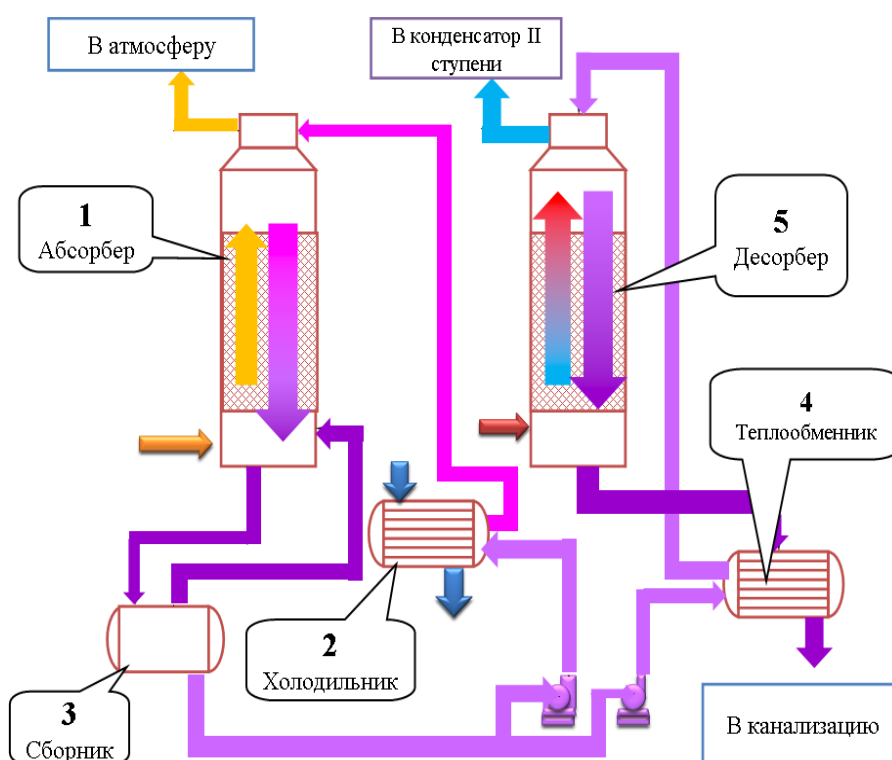 В атмосферу
В конденсатор II
ступени
1
Абсорбер
5
Десорбер
4
Теплообменник
2
Холодильник
3
Сборник
В канализацию